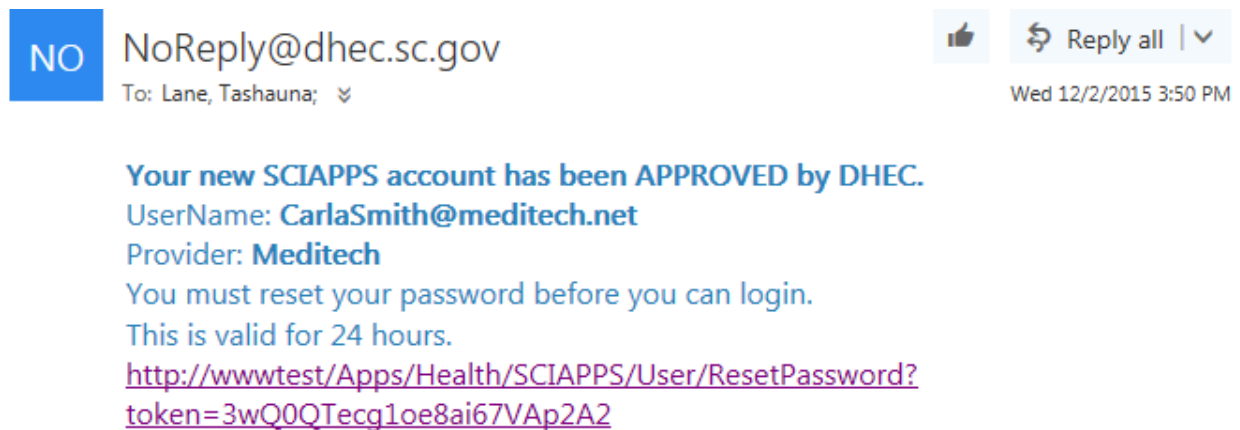 NO
NoReply@dhec.sc.gov
Reply all
To: Lane, Tashauna;
Wed 12/2/2015 3:50 PM
Your new SCIAPPS account has been APPROVED by DHEC.
UserName: CarlaSmith@meditech.net
Provider: Meditech
You must reset your password before you can login.
This is valid for 24 hours.
http://wwwtest/Apps/Health/SCIAPPS/User/ResetPassword?
token=3wQ0QTecg1oe8ai67VAp2A2